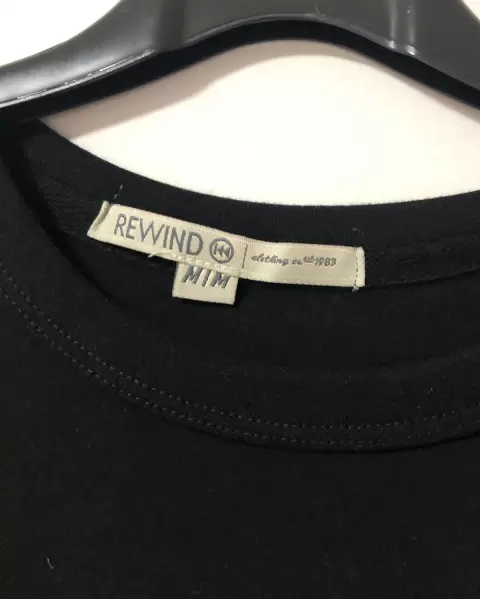 REWIND
clothing co. est. 1983
M/M